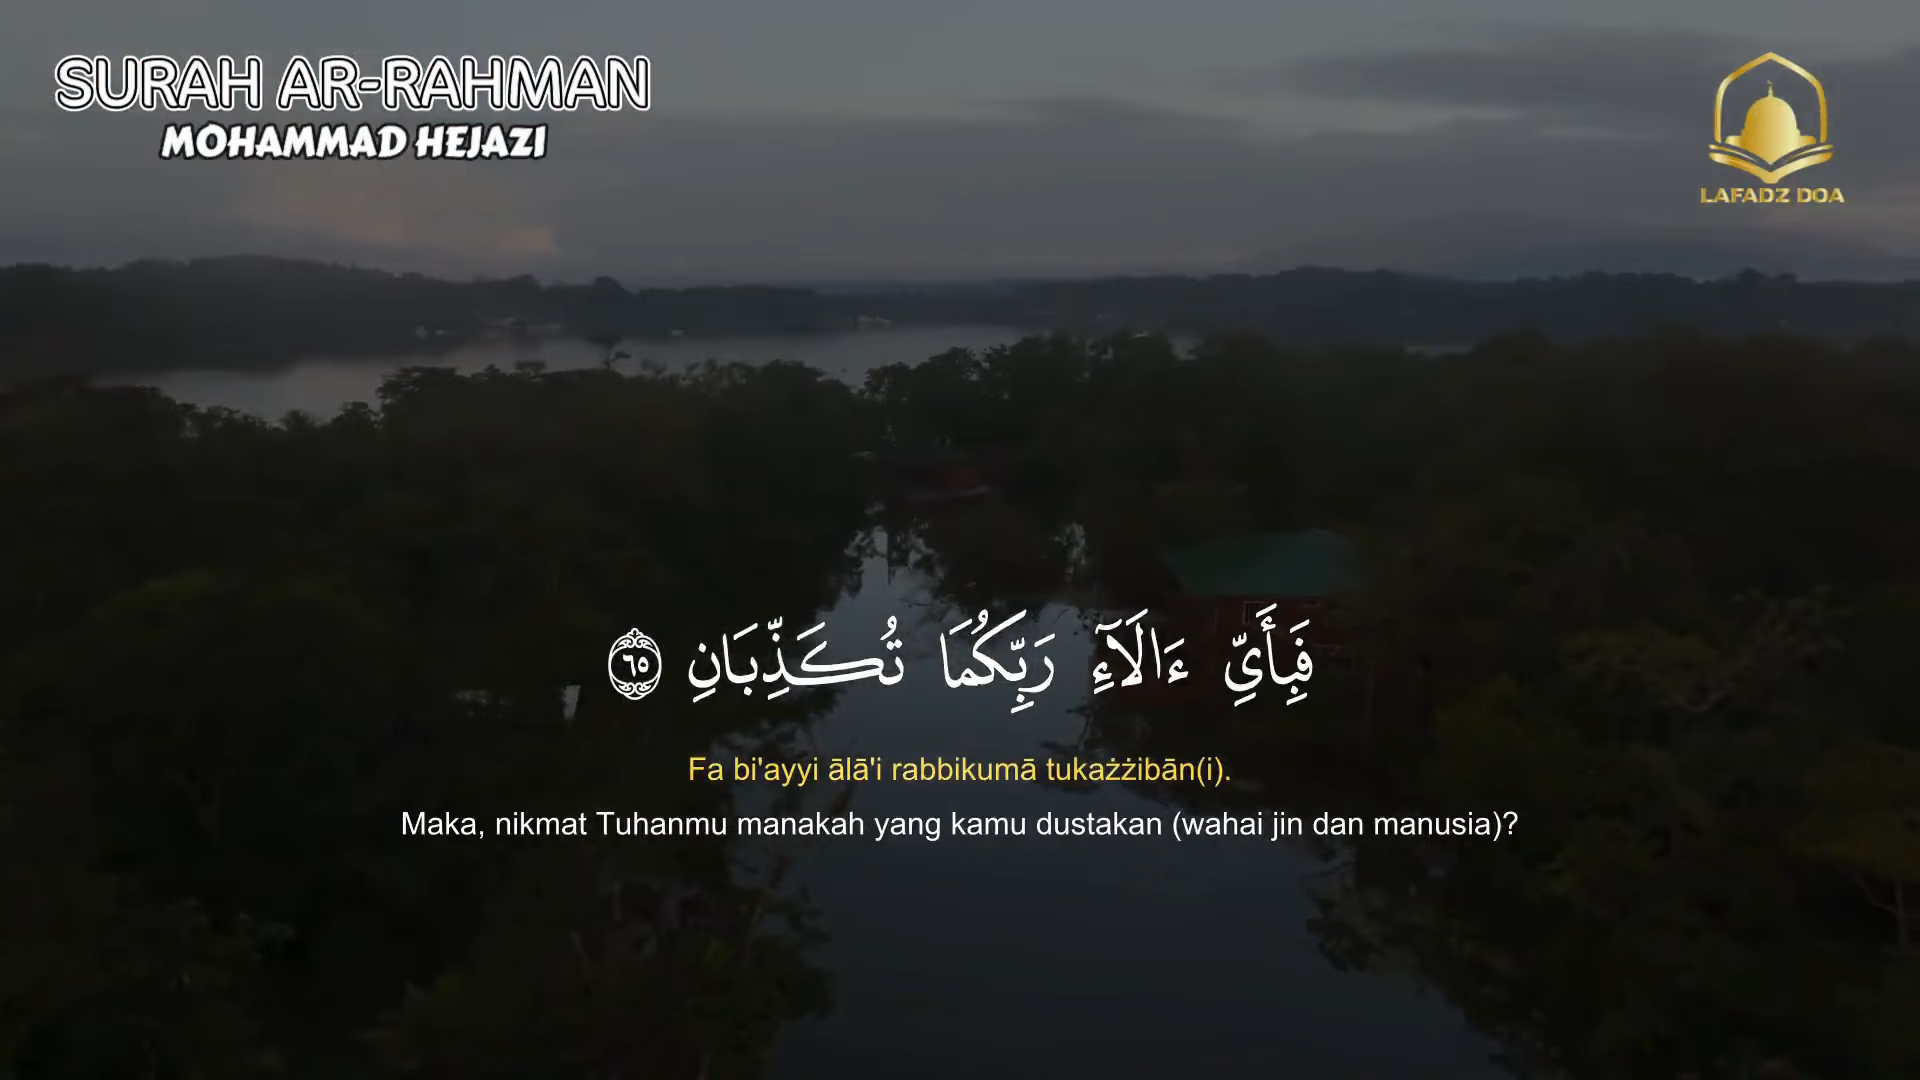 SURAH AR-RAHMAN
MOHAMMAD HEJAZI
LAFADZ DOA
فَبِأَيِّ ءَالَآءِ رَبِّكُمَا تُكَذِّبَانِ ٦٥
Fa bi'ayyi ālā'i rabbikumā tukażżibān(i).
Maka, nikmat Tuhanmu manakah yang kamu dustakan (wahai jin dan manusia)?